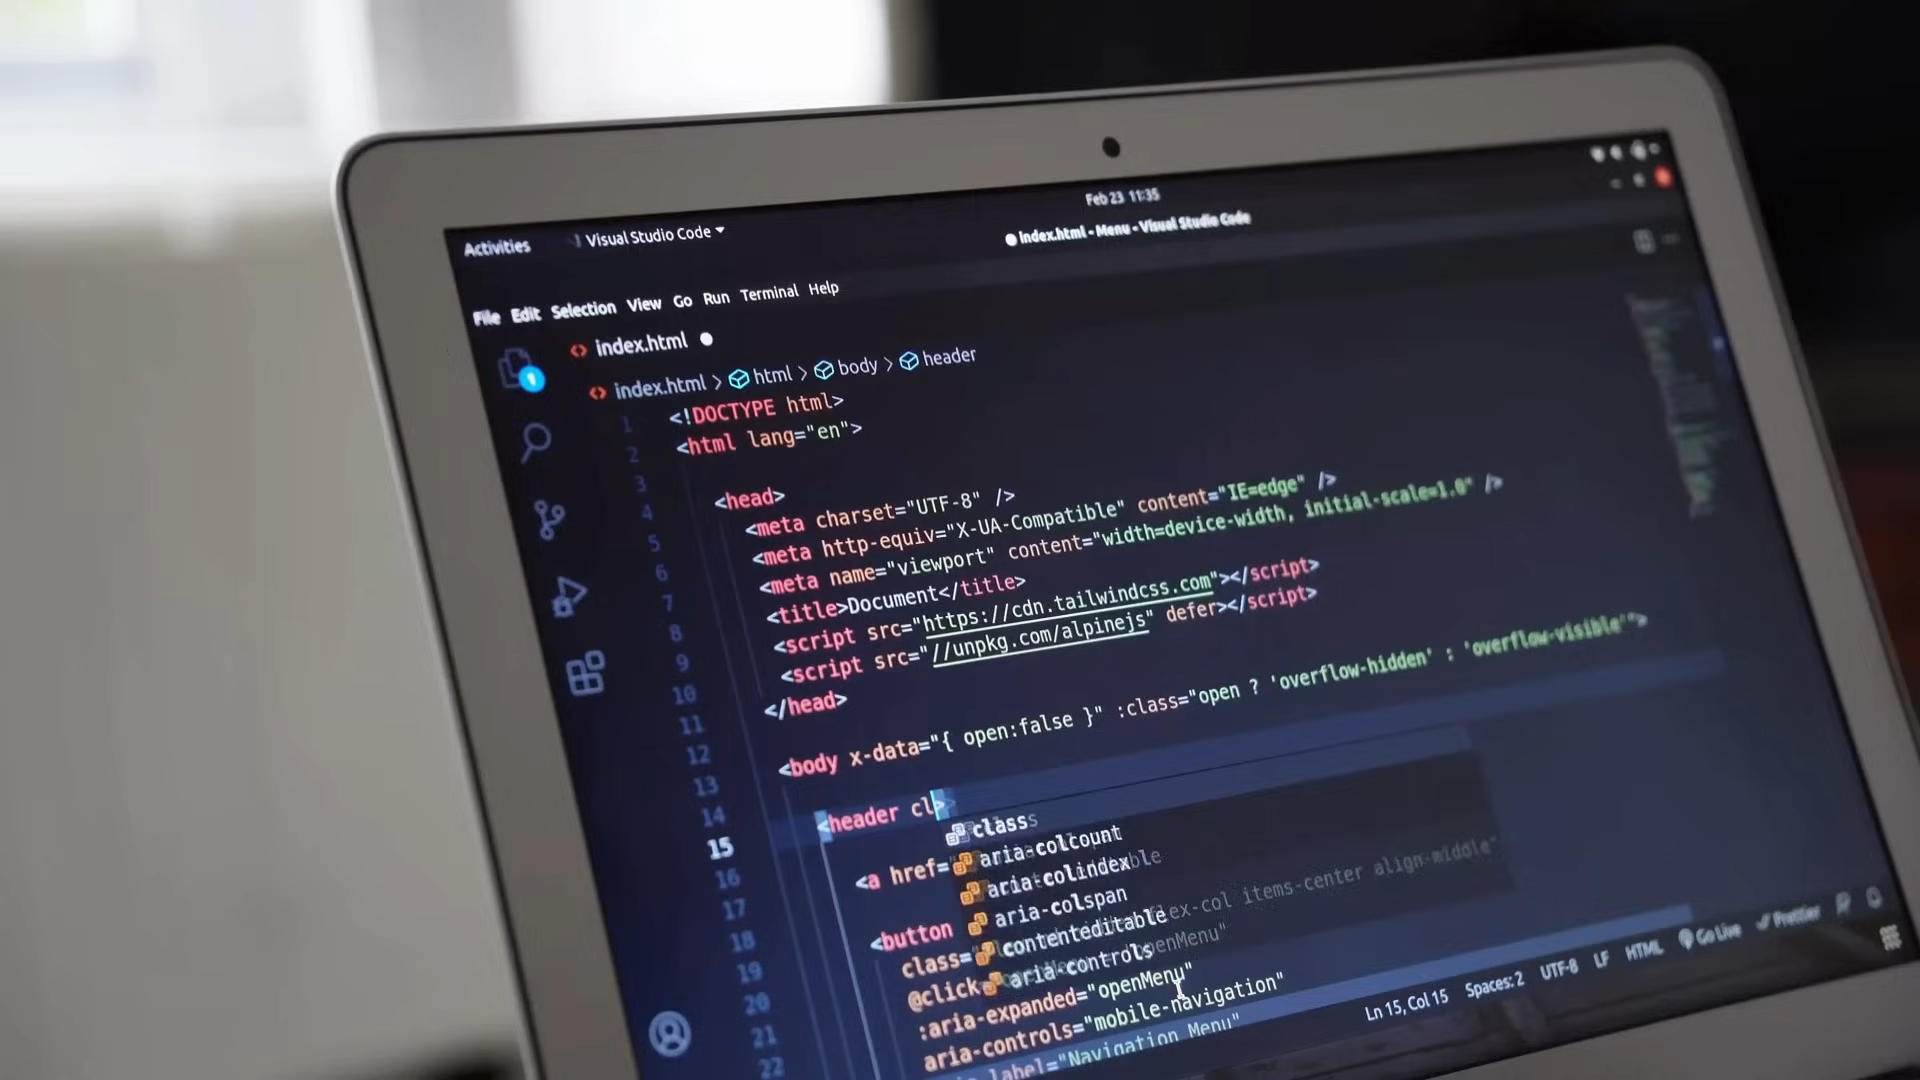 Feb 23 11:35
Activities
Visual Studio Code
index.html - Menu - Visual Studio Code
File Edit Selection View Go Run Terminal Help
index.html
index.html > html > body > header
1 <!DOCTYPE html>
2 <html lang="en">
3
4 <head>
5 <meta charset="UTF-8" />
6 <meta http-equiv="X-UA-Compatible" content="IE=edge" />
7 <meta name="viewport" content="width=device-width, initial-scale=1.0" />
8 <title>Document</title>
9 <script src="https://cdn.tailwindcss.com"></script>
10 <script src="//unpkg.com/alpinejs" defer></script>
11 </head>
12
13 <body x-data="{ open:false }" :class="open ? 'overflow-hidden' : 'overflow-visible'">
14
15 <header cl>
class
aria-colcount
16
aria-colindex
17 <a href=
aria-colspan
18
contenteditable
flex-col items-center align-middle"
19 <button
aria-controls
20 class=
openMenu"
21 @click
22 :aria-expanded="openMenu"
aria-controls="mobile-navigation"
label="Navigation Menu"
Ln 15, Col 15 Spaces: 2 UTF-8 LF HTML Go Live Prettier